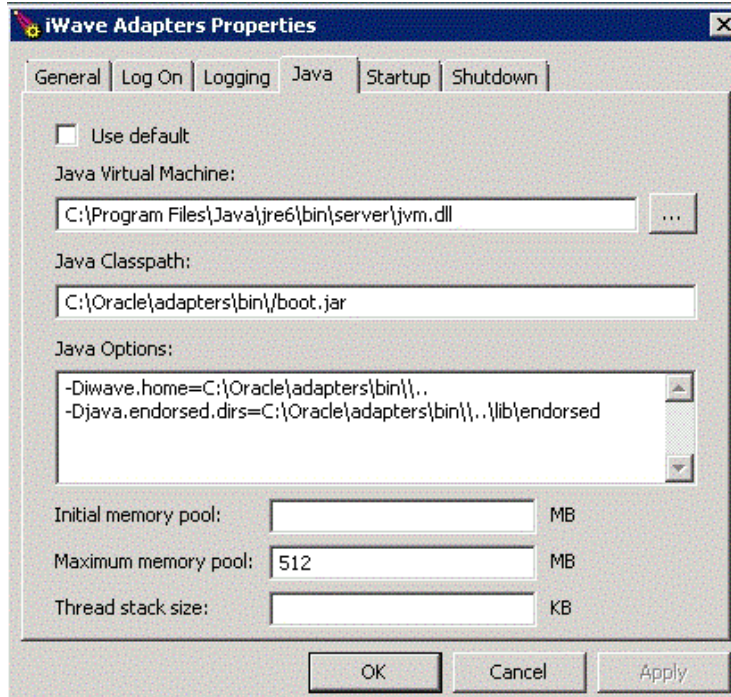 iWave Adapters Properties
General Log On Logging Java Startup Shutdown
Use default
Java Virtual Machine:
C:\Program Files\Java\jre6\bin\server\jvm.dll ...
Java Classpath:
C:\Oracle\adapters\bin\/boot.jar
Java Options:
-Diwave.home=C:\Oracle\adapters\bin\\..
-Djava.endorsed.dirs=C:\Oracle\adapters\bin\\..\lib\endorsed
Initial memory pool: MB
Maximum memory pool: 512 MB
Thread stack size: KB
OK Cancel Apply